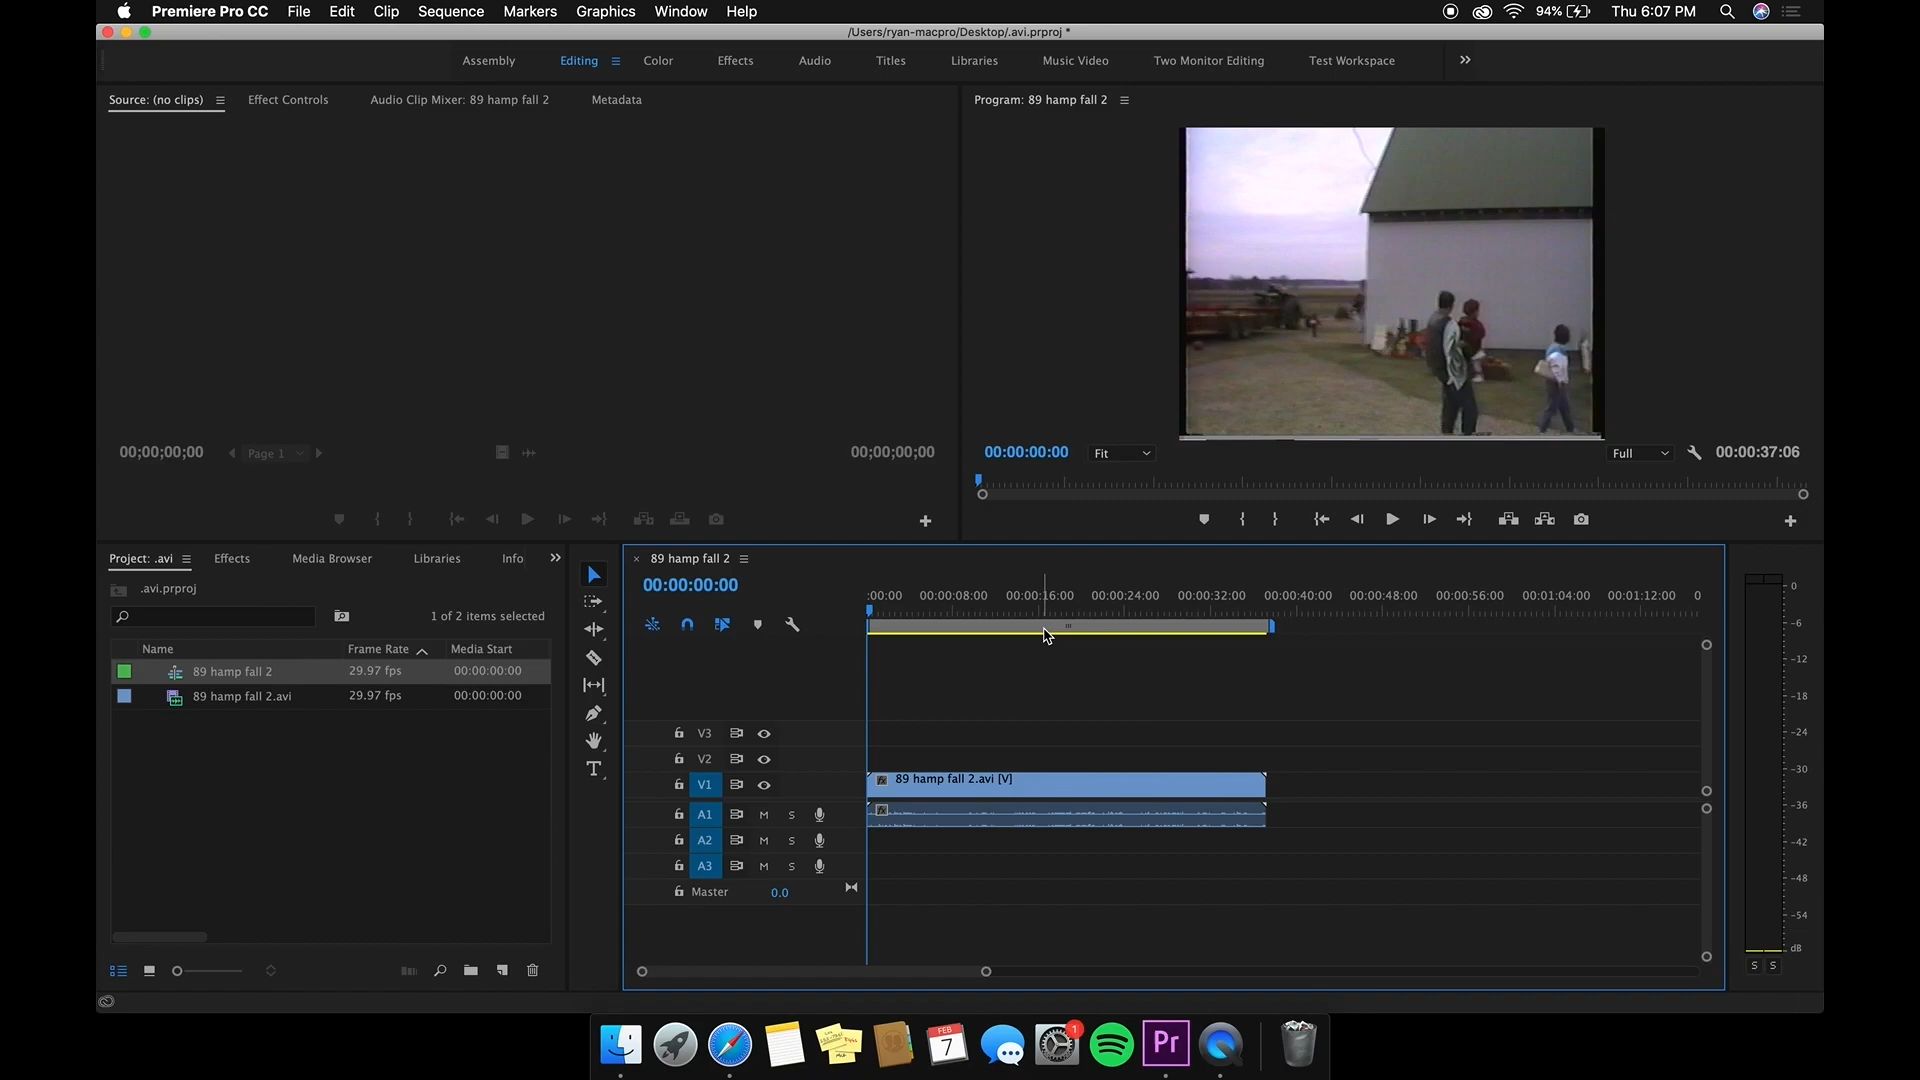 Premiere Pro CC File Edit Clip Sequence Markers Graphics Window Help 94% Thu 6:07 PM
/Users/ryan-macpro/Desktop/.avi.prproj *
Assembly Editing Color Effects Audio Titles Libraries Music Video Two Monitor Editing Test Workspace
Source: (no clips) Effect Controls Audio Clip Mixer: 89 hamp fall 2 Metadata
Program: 89 hamp fall 2
00;00;00;00 Page 1 00;00;00;00
00:00:00:00 Fit Full 00:00:37:06
Project: .avi Effects Media Browser Libraries Info
.avi.prproj
1 of 2 items selected
Name Frame Rate Media Start
89 hamp fall 2 29.97 fps 00:00:00:00
89 hamp fall 2.avi 29.97 fps 00:00:00:00
T
89 hamp fall 2
00:00:00:00
:00:00 00:00:08:00 00:00:16:00 00:00:24:00 00:00:32:00 00:00:40:00 00:00:48:00 00:00:56:00 00:01:04:00 00:01:12:00 0
V3
V2
V1 fx 89 hamp fall 2.avi [V]
A1 M S fx
A2 M S
A3 M S
Master 0.0
0
-6
-12
-18
-24
-30
-36
-42
-48
-54
dB
S S
FEB
7
1
Pr